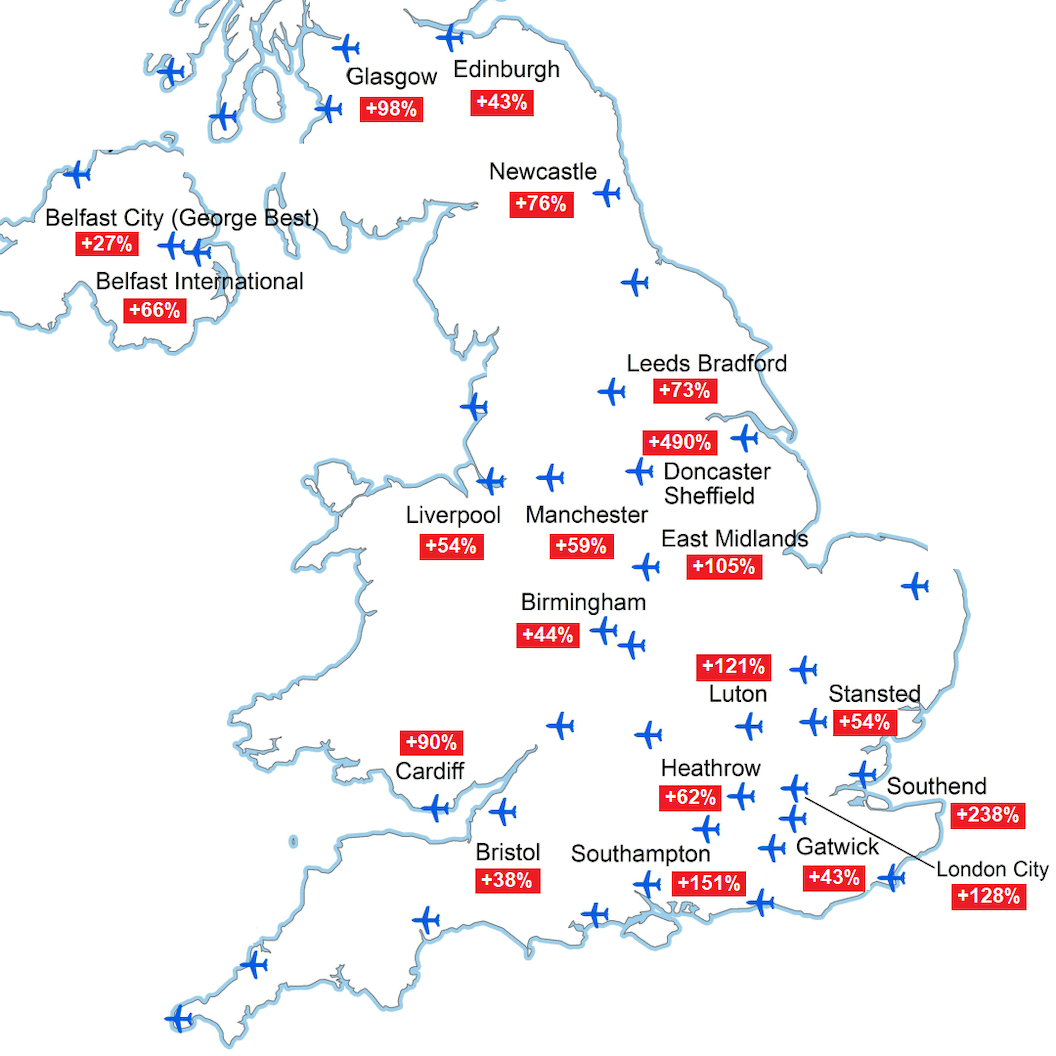 Glasgow
+98%
Edinburgh
+43%
Newcastle
+76%
Belfast City (George Best)
+27%
Belfast International
+66%
Leeds Bradford
+73%
+490%
Doncaster
Sheffield
Liverpool
+54%
Manchester
+59%
East Midlands
+105%
Birmingham
+44%
+121%
Luton
Stansted
+54%
+90%
Cardiff
Heathrow
+62%
Southend
+238%
Bristol
+38%
Southampton
+151%
Gatwick
+43%
London City
+128%